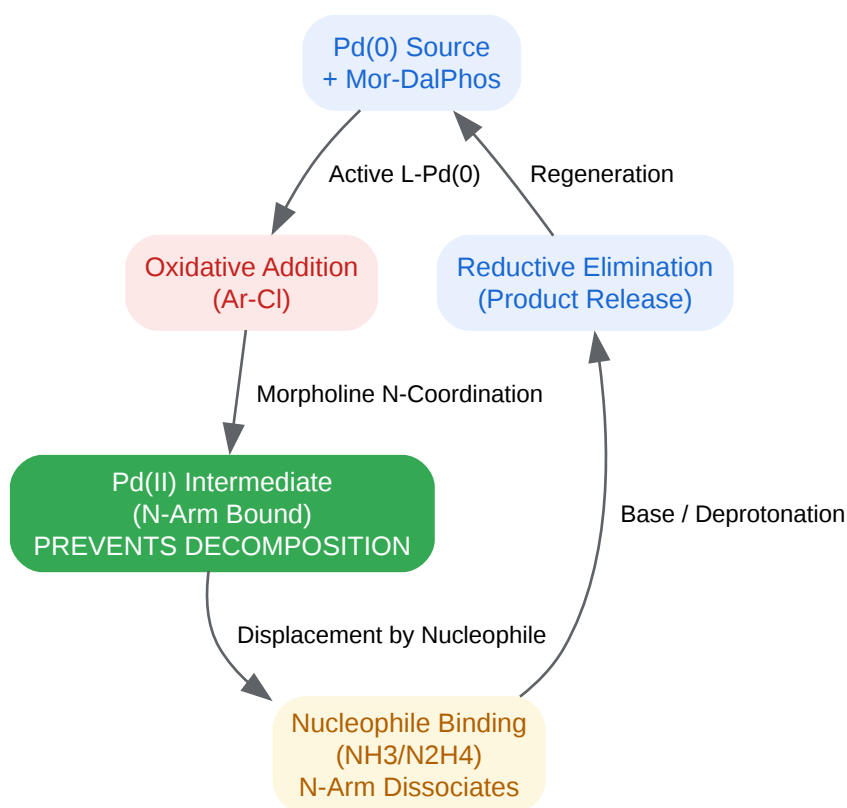 Pd(0) Source
+ Mor-DalPhos
Active L-Pd(0)
Regeneration
Oxidative Addition
(Ar-Cl)
Reductive Elimination
(Product Release)
Morpholine N-Coordination
Pd(II) Intermediate
(N-Arm Bound)
PREVENTS DECOMPOSITION
Base / Deprotonation
Displacement by Nucleophile
Nucleophile Binding
(NH3/N2H4)
N-Arm Dissociates